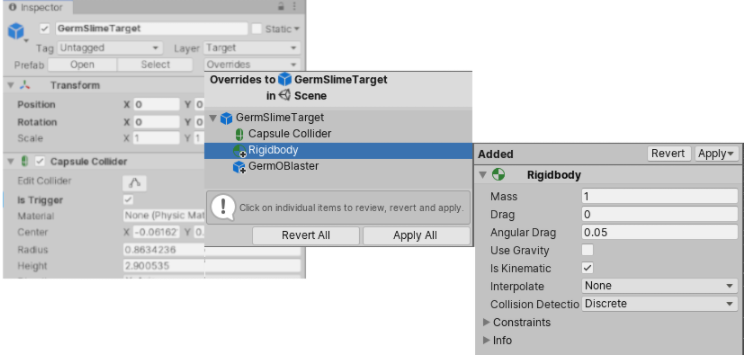 Inspector
GermSlimeTarget Static
Tag Untagged Layer Target
Prefab Open Select Overrides
Transform
Position X 0 Y 0
Rotation X 0 Y 0
Scale X 1 Y 1
Capsule Collider
Edit Collider
Is Trigger
Material None (Physic Mat
Center X -0.06162 Y 0.
Radius 0.8634236
Height 2.900535
Overrides to GermSlimeTarget
in Scene
GermSlimeTarget
Capsule Collider
Rigidbody
GermOBlaster
Click on individual items to review, revert and apply.
Revert All Apply All
Added Revert Apply
Rigidbody
Mass 1
Drag 0
Angular Drag 0.05
Use Gravity
Is Kinematic
Interpolate None
Collision Detectio Discrete
Constraints
Info